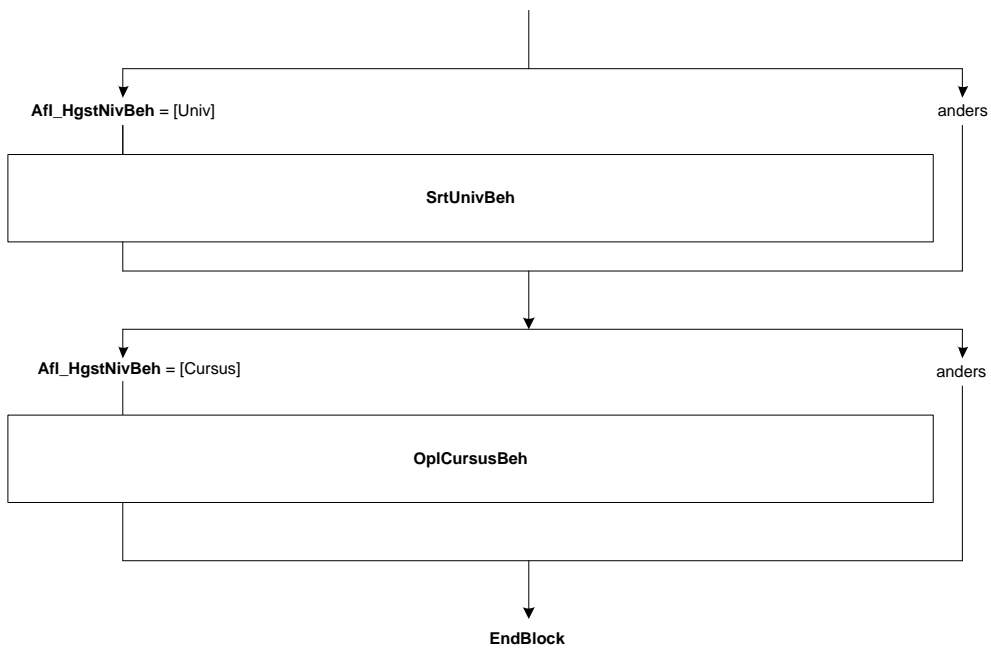 Afl_HgstNivBeh = [Univ]
anders
SrtUnivBeh
Afl_HgstNivBeh = [Cursus]
anders
OplCursusBeh
EndBlock